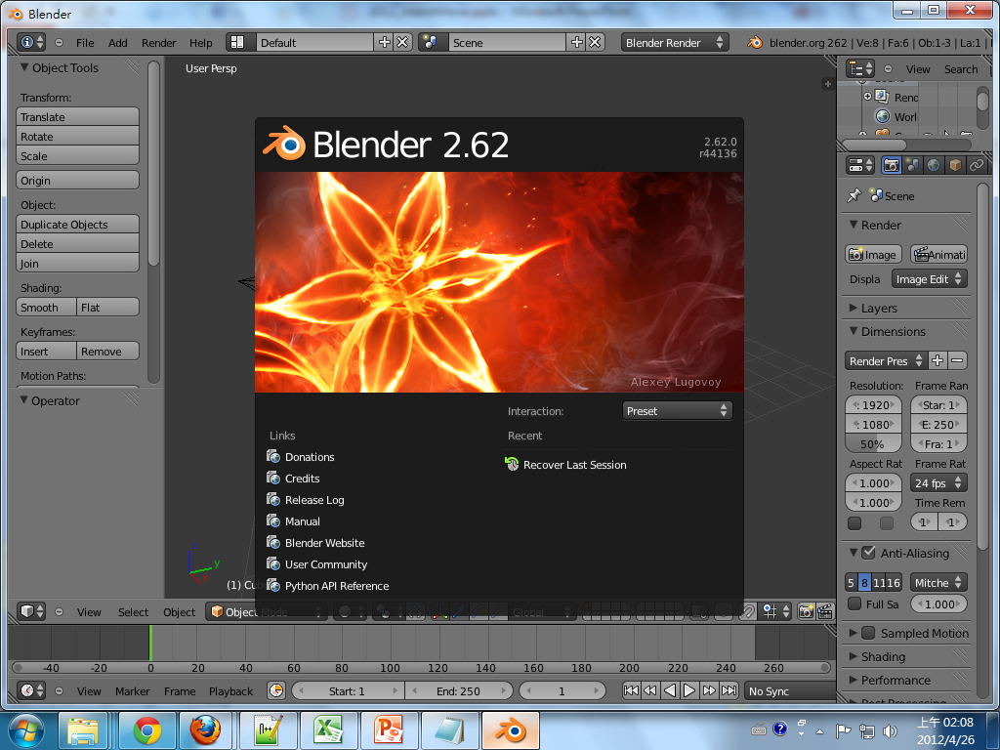 Blender
File Add Render Help Default Scene Blender Render blender.org 262 | Ve:8 | Fa:6 | Ob:1-3 | La:1 |
Object Tools
User Persp
View Search
Transform:
Translate
Rotate
Scale
Origin
Object:
Duplicate Objects
Delete
Join
Shading:
Smooth Flat
Keyframes:
Insert Remove
Motion Paths:
Operator
Blender 2.62
2.62.0
r44136
Alexey Lugovoy
Interaction: Preset
Links
Recent
Donations
Recover Last Session
Credits
Release Log
Manual
Blender Website
User Community
Python API Reference
y
(1) Cu
Rend
Worl
Scene
Render
Image Animati
Displa Image Edit
Layers
Dimensions
Render Pres
Resolution: Frame Ran
: 1920 Star: 1
: 1080 E: 250
50% Fra: 1
Aspect Rat Frame Rat
1.000 24 fps
1.000 Time Rem
1 1
Anti-Aliasing
5 8 11 16 Mitche
Full Sa 1.000
Sampled Motion
Shading
Performance
Post Processing
View Select Object Object Mode Global
-40 -20 0 20 40 60 80 100 120 140 160 180 200 220 240 260
View Marker Frame Playback Start: 1 End: 250 1 No Sync
上午 02:08
2012/4/26